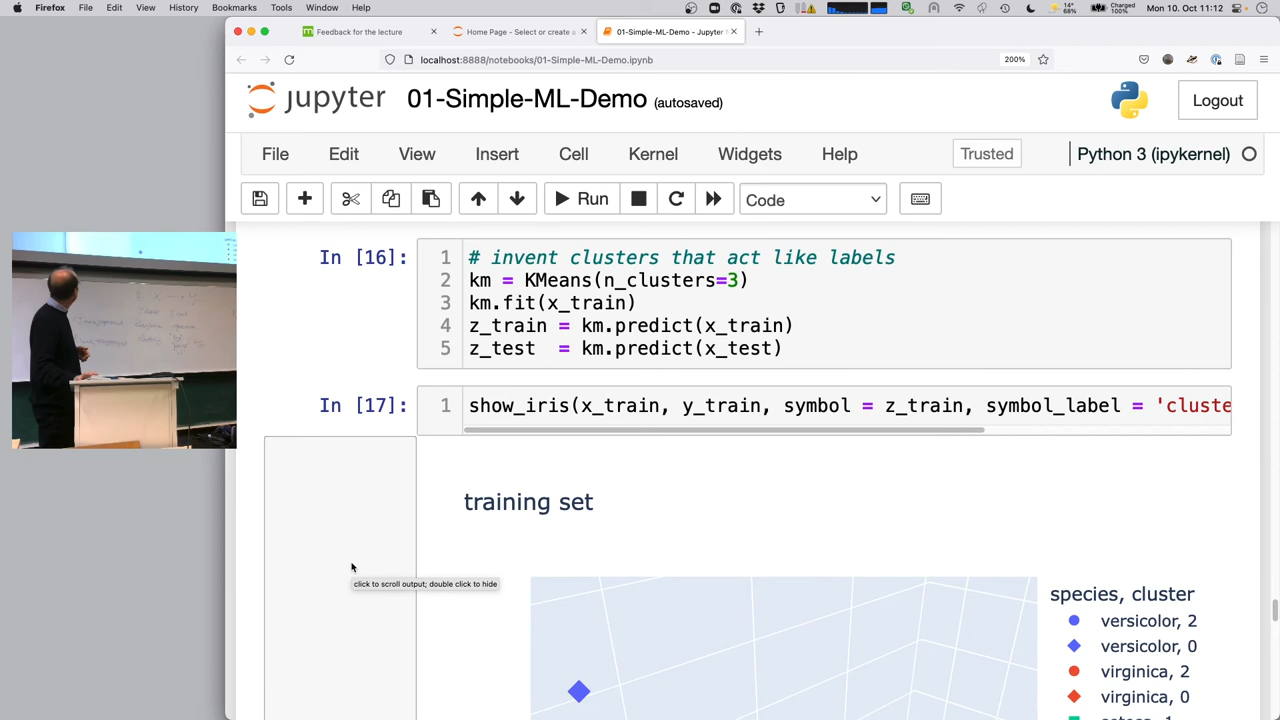 Firefox File Edit View History Bookmarks Tools Window Help
14° 68% Charged 96% Mon 10. Oct 11:12
Feedback for the lecture
Home Page - Select or create a
01-Simple-ML-Demo - Jupyter
localhost:8888/notebooks/01-Simple-ML-Demo.ipynb
200%
jupyter 01-Simple-ML-Demo (autosaved)
Logout
File Edit View Insert Cell Kernel Widgets Help
Trusted
Python 3 (ipykernel)
Run
Code
In [16]:
1 # invent clusters that act like labels
2 km = KMeans(n_clusters=3)
3 km.fit(x_train)
4 z_train = km.predict(x_train)
5 z_test  = km.predict(x_test)
In [17]:
1 show_iris(x_train, y_train, symbol = z_train, symbol_label = 'cluste
training set
click to scroll output; double click to hide
species, cluster
versicolor, 2
versicolor, 0
virginica, 2
virginica, 0